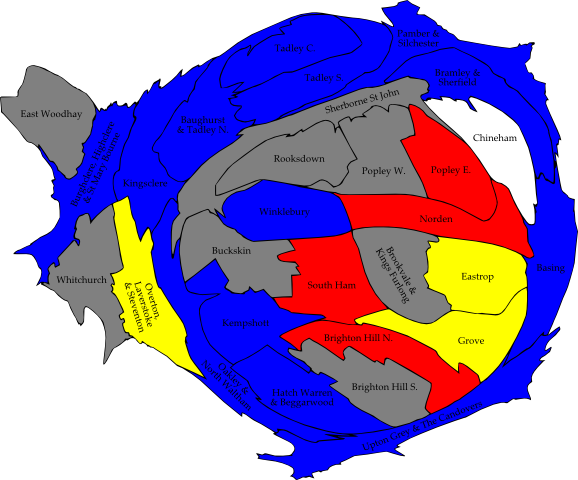 Tadley C.
Pamber &
Silchester
Tadley S.
Bramley &
Sherfield
East Woodhay
Baughurst
& Tadley N.
Sherborne St John
Chineham
Burghclere, Highclere
& St Mary Bourne
Rooksdown
Popley W.
Popley E.
Kingsclere
Winklebury
Norden
Buckskin
Brookvale &
Kings Furlong
Basing
Whitchurch
Overton,
Laverstoke
& Steventon
South Ham
Eastrop
Kempshott
Brighton Hill N.
Grove
Oakley &
North Waltham
Hatch Warren
& Beggarwood
Brighton Hill S.
Upton Grey & The Candovers